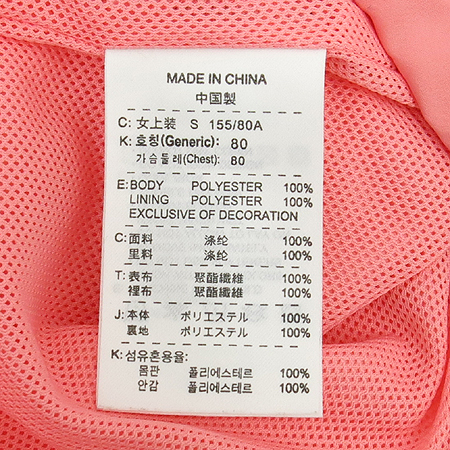 MADE IN CHINA
中国製
C: 女上装 S 155/80A
K: 호칭(Generic): 80
가슴둘레(Chest): 80
E: BODY POLYESTER 100%
LINING POLYESTER 100%
EXCLUSIVE OF DECORATION
C: 面料 涤纶 100%
里料 涤纶 100%
T: 表布 聚酯纖維 100%
裡布 聚酯纖維 100%
J: 本体 ポリエステル 100%
裏地 ポリエステル 100%
K: 섬유혼용율:
몸판 폴리에스테르 100%
안감 폴리에스테르 100%